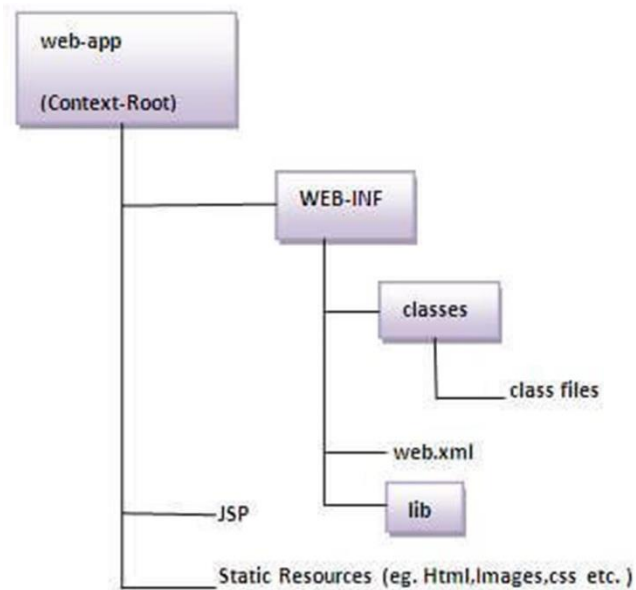 web-app
(Context-Root)
WEB-INF
classes
class files
web.xml
lib
JSP
Static Resources (eg. Html,Images,css etc. )